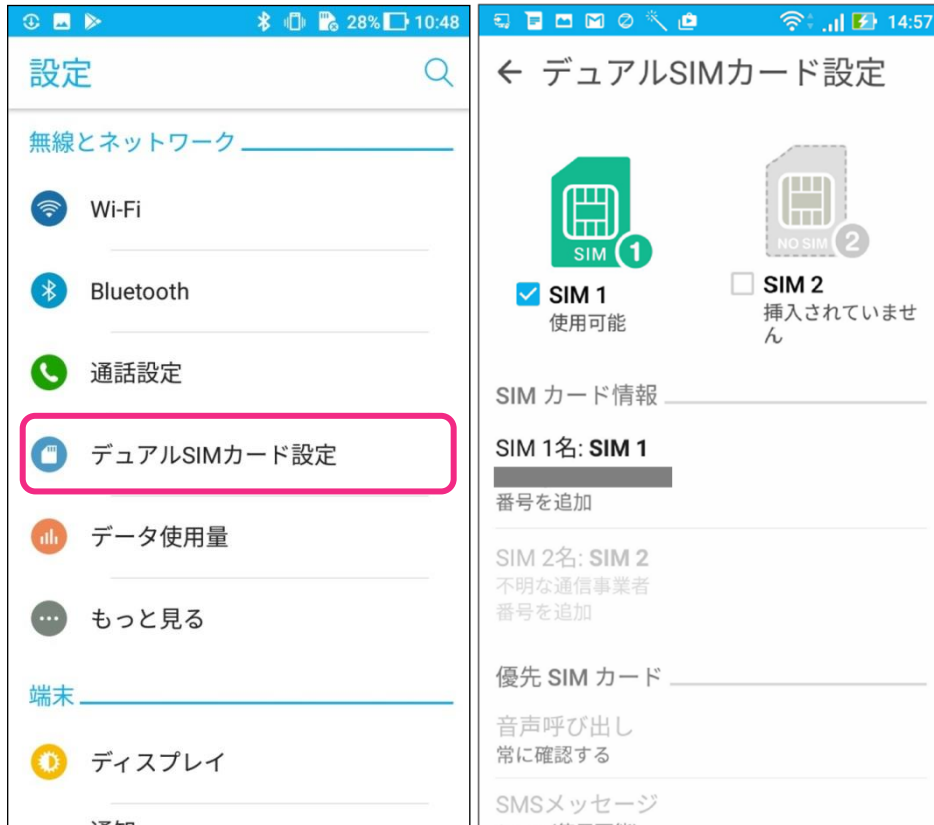 28% 10:48
設定
無線とネットワーク
Wi-Fi
Bluetooth
通話設定
デュアルSIMカード設定
データ使用量
もっと見る
端末
ディスプレイ
通知
14:57
デュアルSIMカード設定
SIM 1
NO SIM 2
SIM 1
使用可能
SIM 2
挿入されていませ
ん
SIM カード情報
SIM 1名: SIM 1
番号を追加
SIM 2名: SIM 2
不明な通信事業者
番号を追加
優先 SIM カード
音声呼び出し
常に確認する
SMSメッセージ